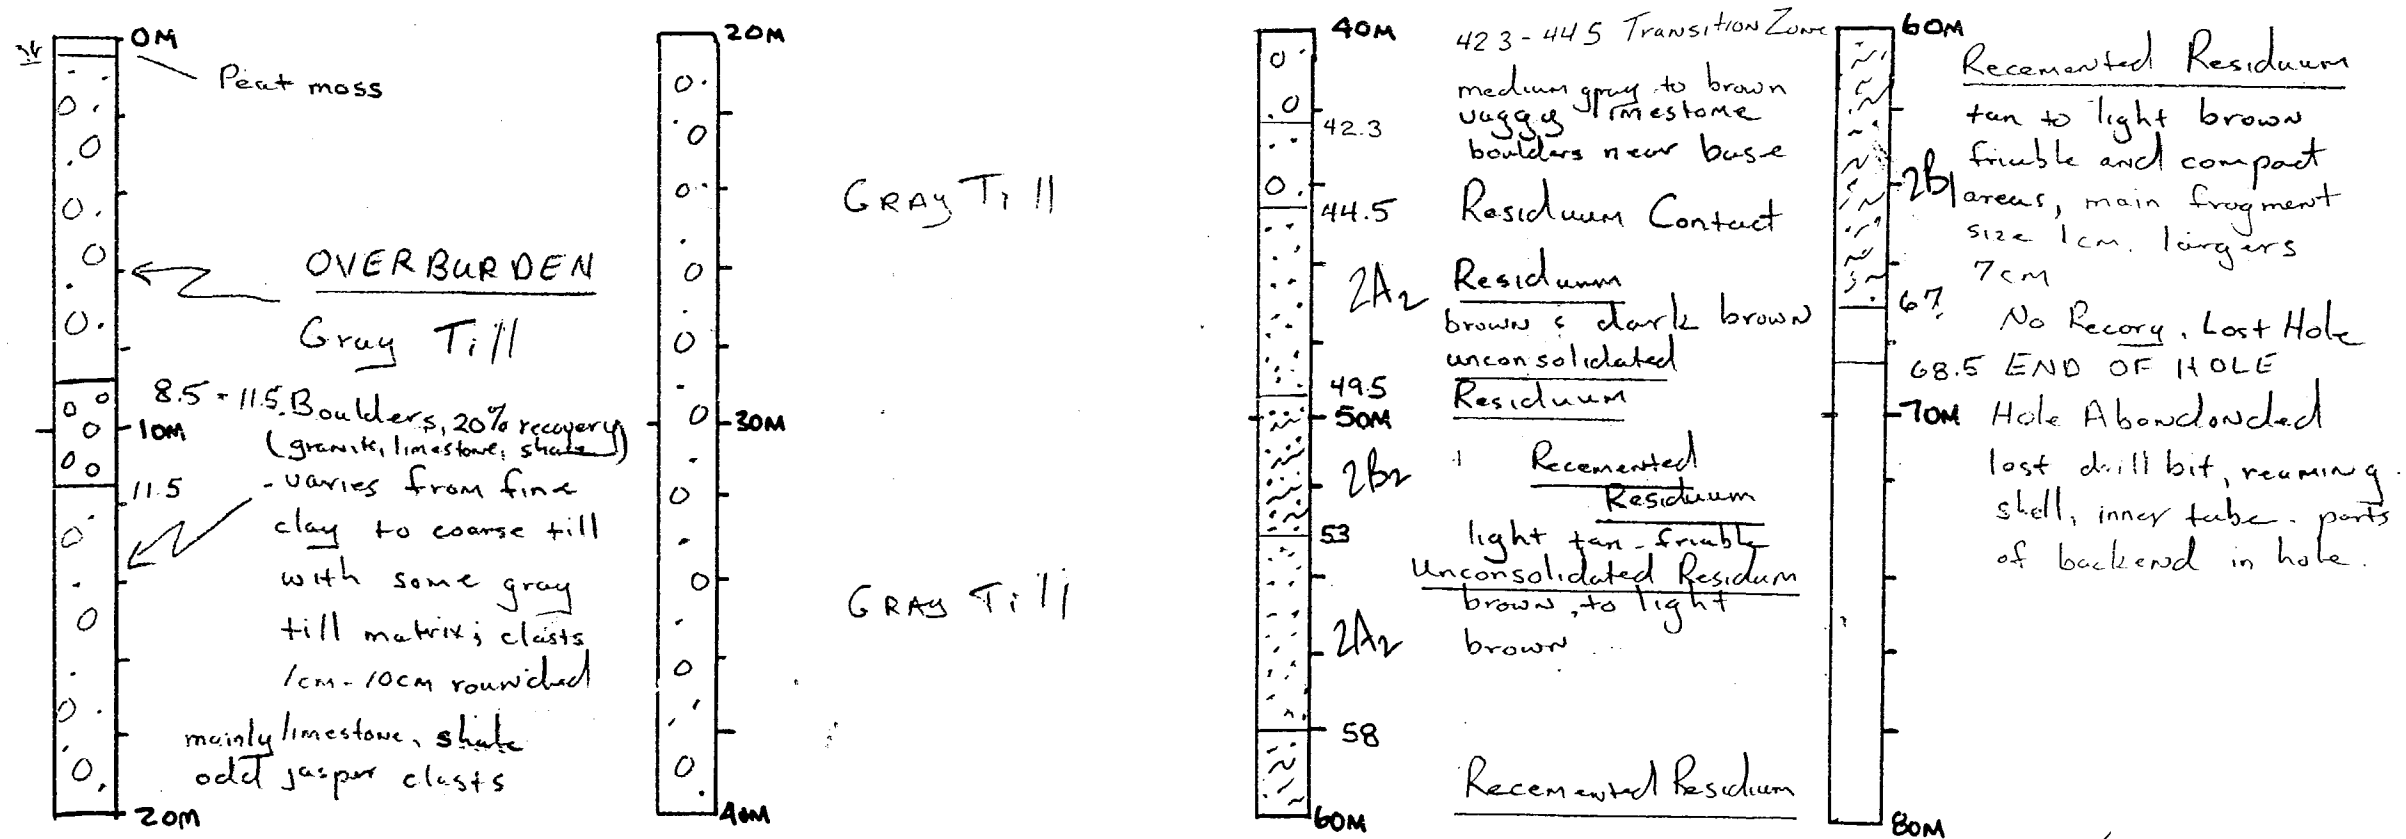 0M
Peat moss
OVERBURDEN
Gray Till
8.5 - 11.5 Boulders, 20% recovery
10M
(granite, limestone, shale)
11.5
- varies from fine
clay to coarse till
with some gray
till matrix; clasts
1cm - 10cm rounded
mainly limestone, shale
odd jasper clasts
20M
20M
GRAY Till
30M
GRAY Till
40M
40M
42.3 - 44.5 Transition Zone
medium gray to brown
vuggy limestone
42.3
boulders near base
44.5 Residuum Contact
2A2 Residuum
brown & dark brown
unconsolidated
49.5
Residuum
50M
Recemented
2B2
Residuum
53
light tan - friable
Unconsolidated Residum
brown, to light
2A2 brown
58
Recemented Residium
60M
60M
Recemented Residuum
tan to light brown
friable and compact
2B1 areas, main fragment
size 1cm. largers
7cm
67?
No Recory. Lost Hole
68.5 END OF HOLE
70M Hole Abondonded
lost drill bit, reaming
shell, inner tube. parts
of backend in hole.
80M